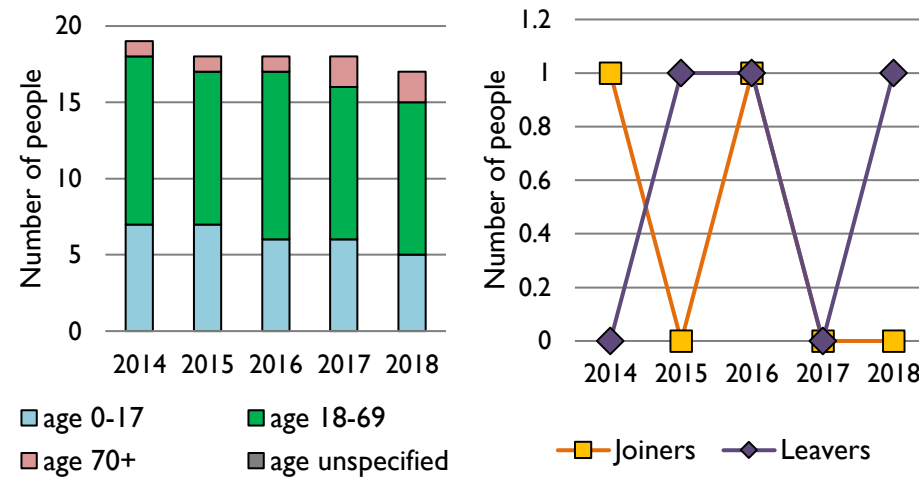 Number of people
20
15
10
5
0
2014 2015 2016 2017 2018
age 0-17 age 18-69
age 70+ age unspecified
Number of people
1.2
1
0.8
0.6
0.4
0.2
0
2014 2015 2016 2017 2018
Joiners Leavers